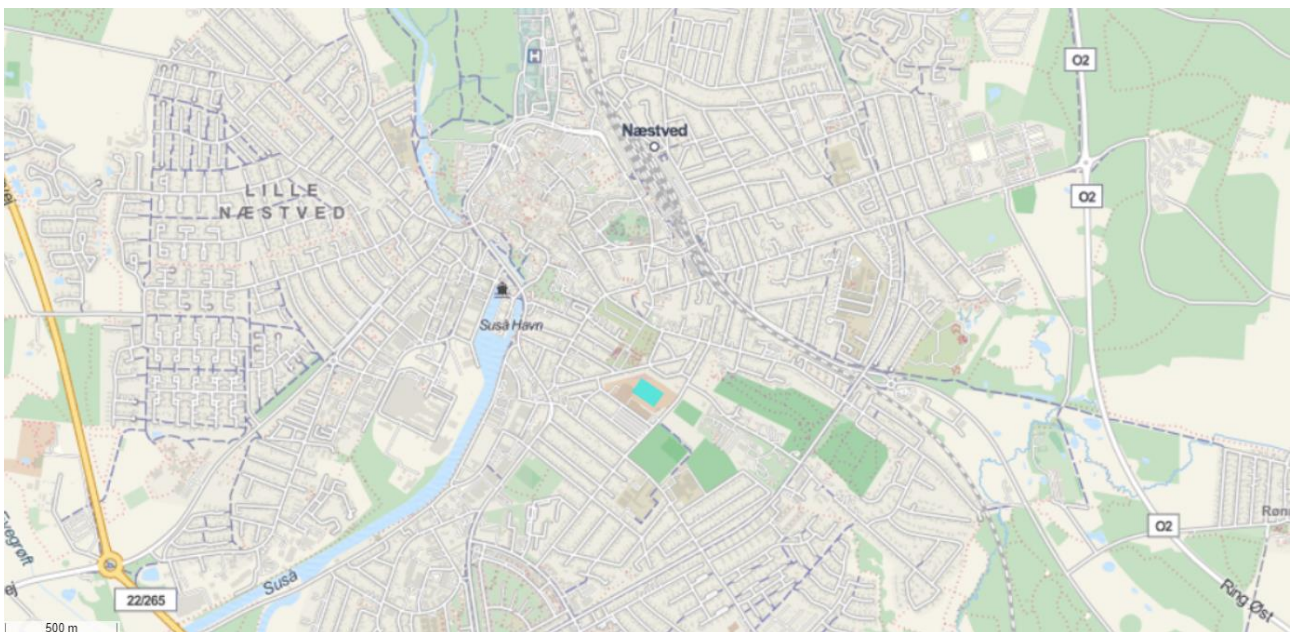 H
O2
Næstved
LILLE
NÆSTVED
O2
Suså Havn
O2
Suså
22/265
Ring Øst
500 m